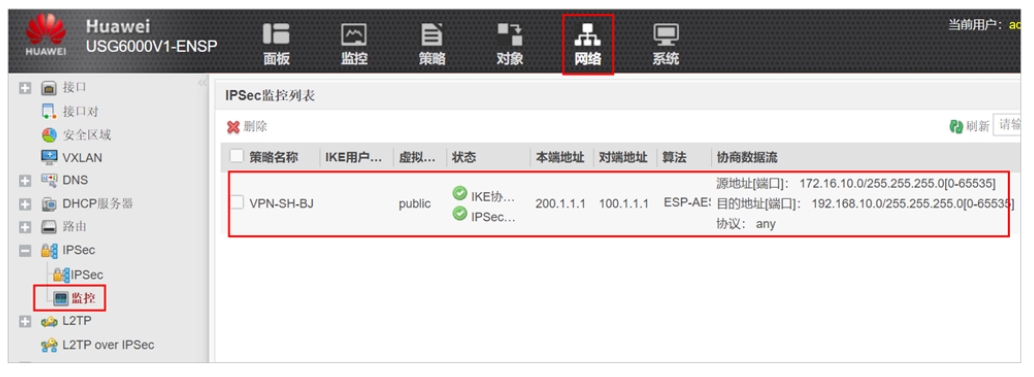 Huawei
USG6000V1-ENSP
HUAWEI
面板
监控
策略
对象
网络
系统
当前用户：
接口
接口对
安全区域
VXLAN
DNS
DHCP服务器
路由
IPSec
IPSec
监控
L2TP
L2TP over IPSec
IPSec监控列表
删除
刷新
请输
策略名称 IKE用户... 虚拟... 状态 本端地址 对端地址 算法 协商数据流
VPN-SH-BJ public IKE协... IPSec... 200.1.1.1 100.1.1.1 ESP-AES
源地址[端口]： 172.16.10.0/255.255.255.0[0-65535]
目的地址[端口]： 192.168.10.0/255.255.255.0[0-65535]
协议： any